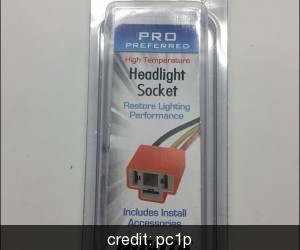 PRO
PREFERRED
High Temperature
Headlight
Socket
Restore Lighting
Performance
Includes Install
Accessories
credit: pc1p